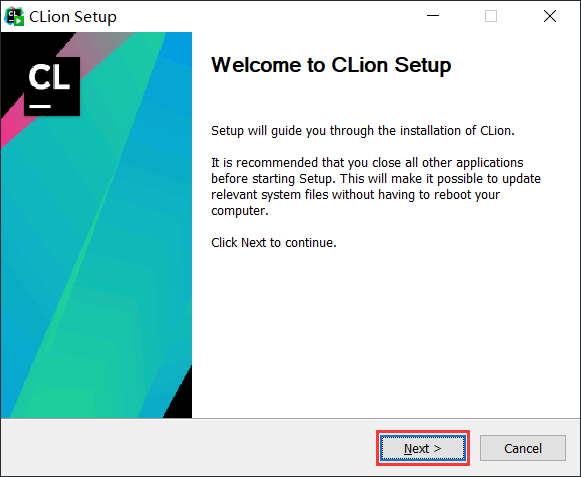 CLion Setup
CL
Welcome to CLion Setup
Setup will guide you through the installation of CLion.
It is recommended that you close all other applications
before starting Setup. This will make it possible to update
relevant system files without having to reboot your
computer.
Click Next to continue.
Next >
Cancel